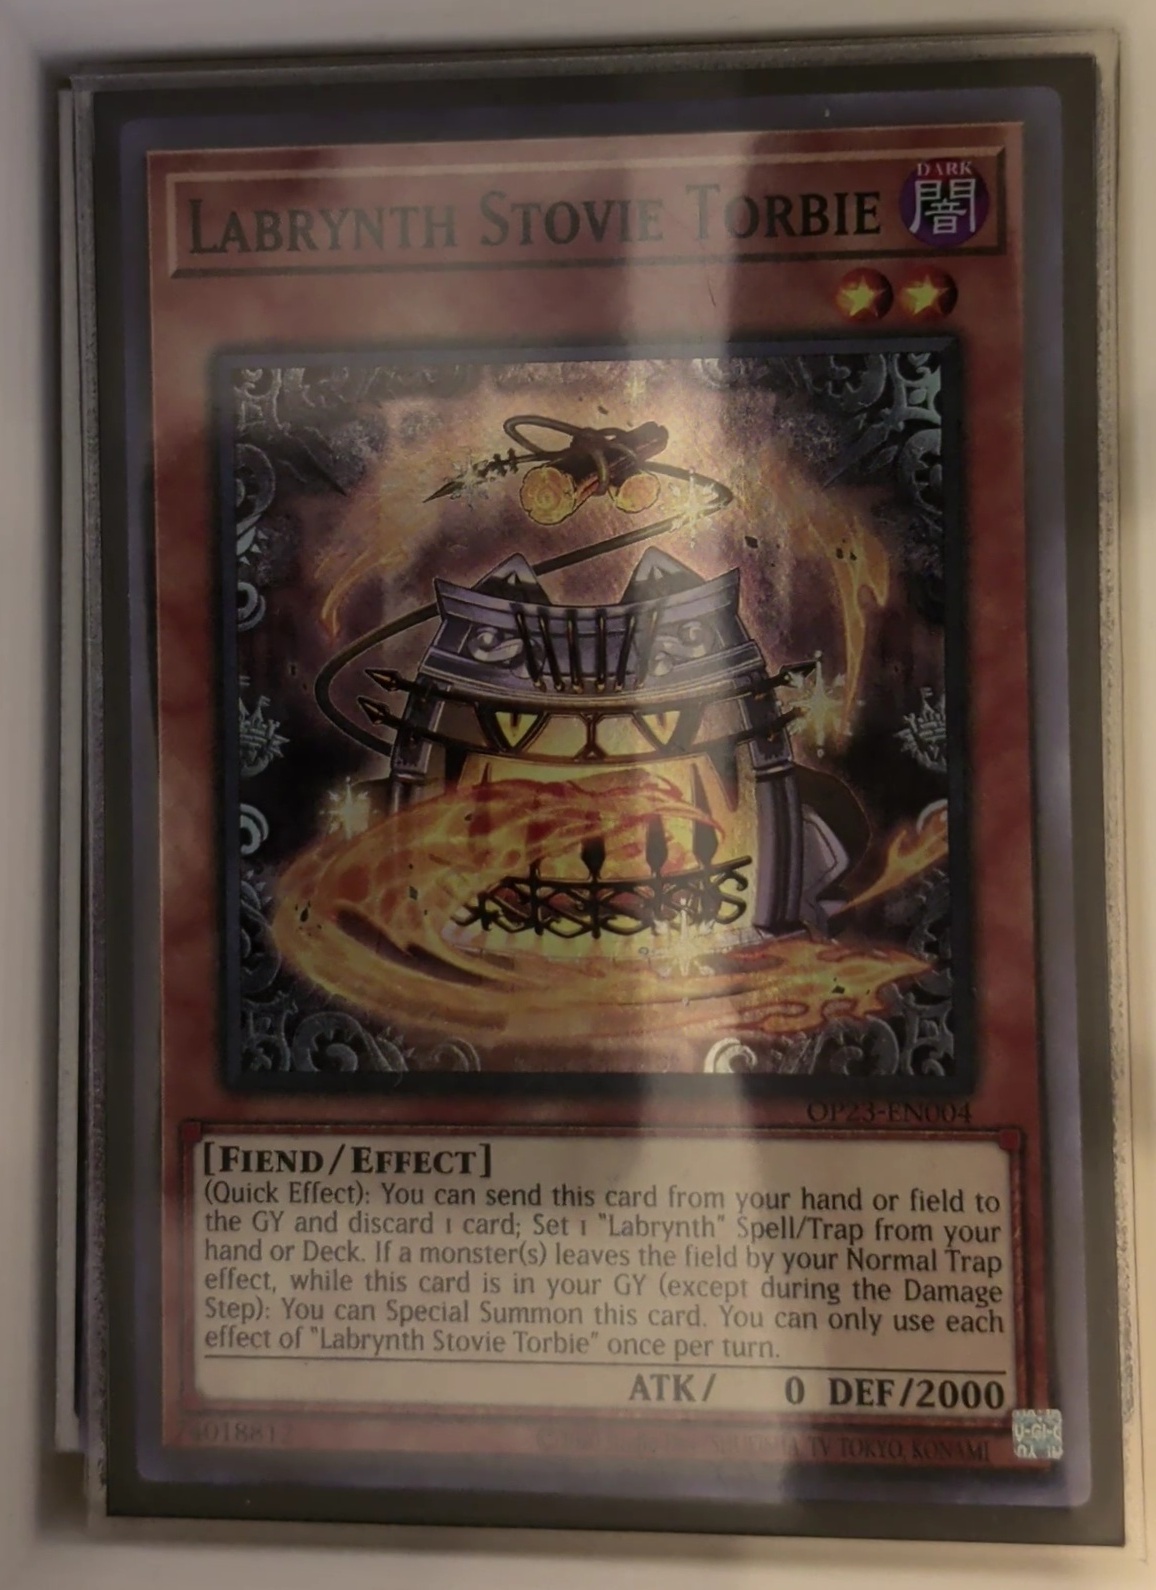 LABRYNTH STOVIE TORBIE
DARK
闇
OP23-EN004
[FIEND/EFFECT]
(Quick Effect): You can send this card from your hand or field to
the GY and discard 1 card; Set 1 "Labrynth" Spell/Trap from your
hand or Deck. If a monster(s) leaves the field by your Normal Trap
effect, while this card is in your GY (except during the Damage
Step): You can Special Summon this card. You can only use each
effect of "Labrynth Stovie Torbie" once per turn.
ATK/ 0 DEF/2000
TV TOKYO, KONAMI